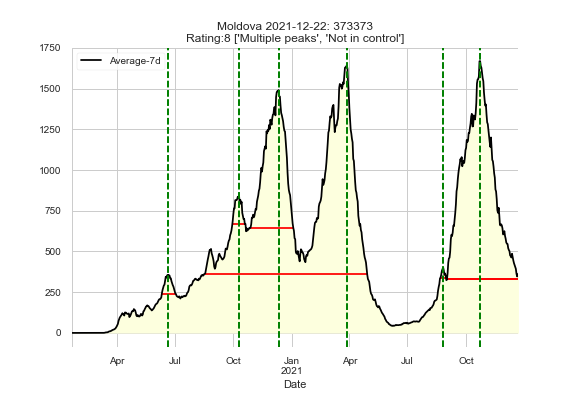 Moldova 2021-12-22: 373373
Rating:8 ['Multiple peaks', 'Not in control']
Average-7d
1750
1500
1250
1000
750
500
250
0
Apr Jul Oct Jan Apr Jul Oct
2021
Date